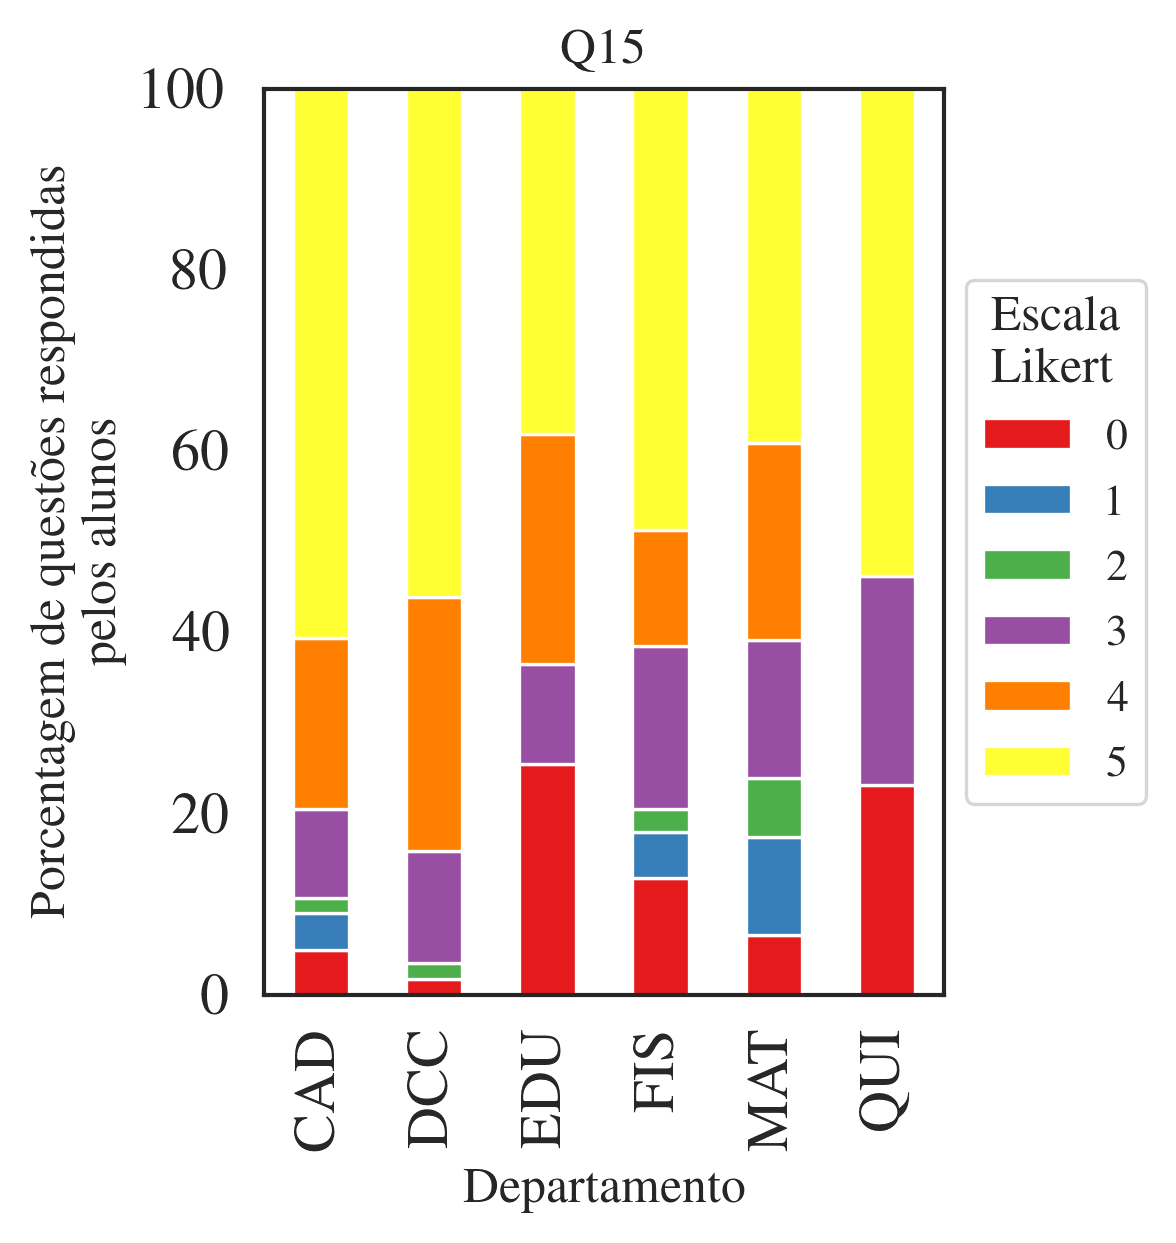 Q15
100
80
60
40
20
0
Porcentagem de questões respondidas
pelos alunos
CAD
DCC
EDU
FIS
MAT
QUI
Departamento
Escala
Likert
0
1
2
3
4
5